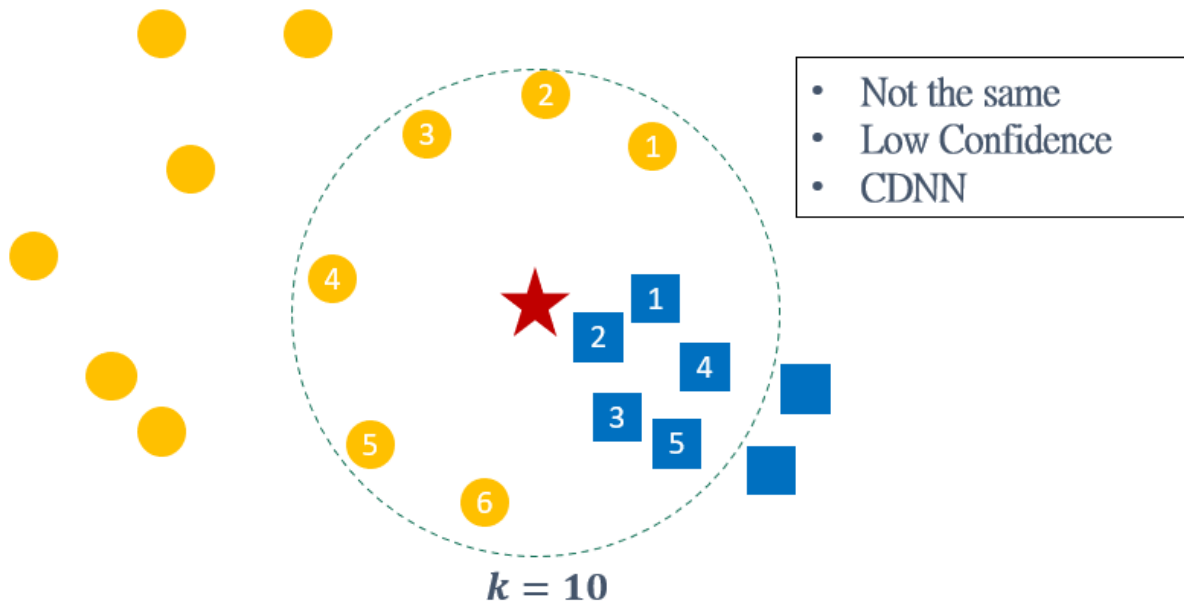 2
3
1
• Not the same
• Low Confidence
• CDNN
4
1
2
4
3
5
5
6
k = 10